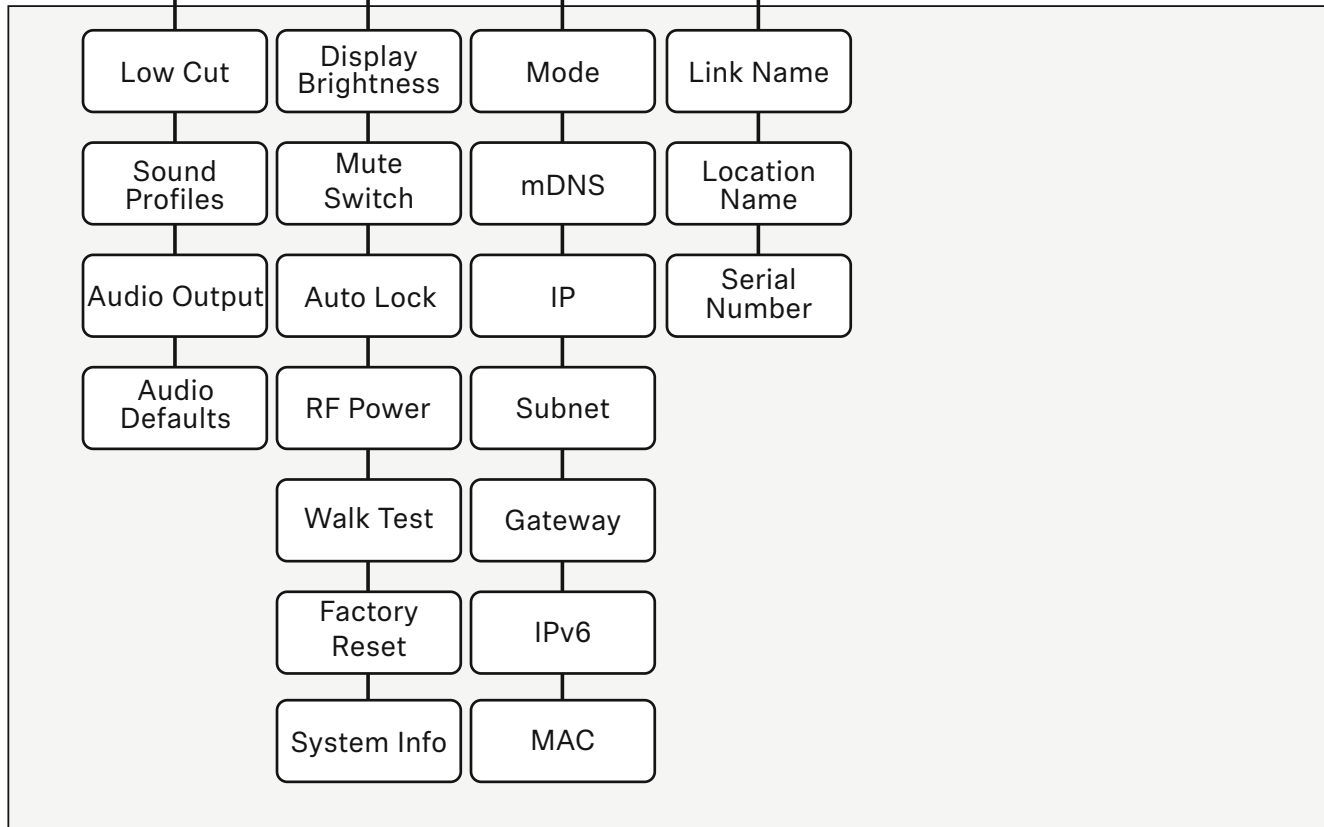 Low Cut
Sound
Profiles
Audio Output
Audio
Defaults
Display
Brightness
Mute
Switch
Auto Lock
RF Power
Walk Test
Factory
Reset
System Info
Mode
mDNS
IP
Subnet
Gateway
IPv6
MAC
Link Name
Location
Name
Serial
Number